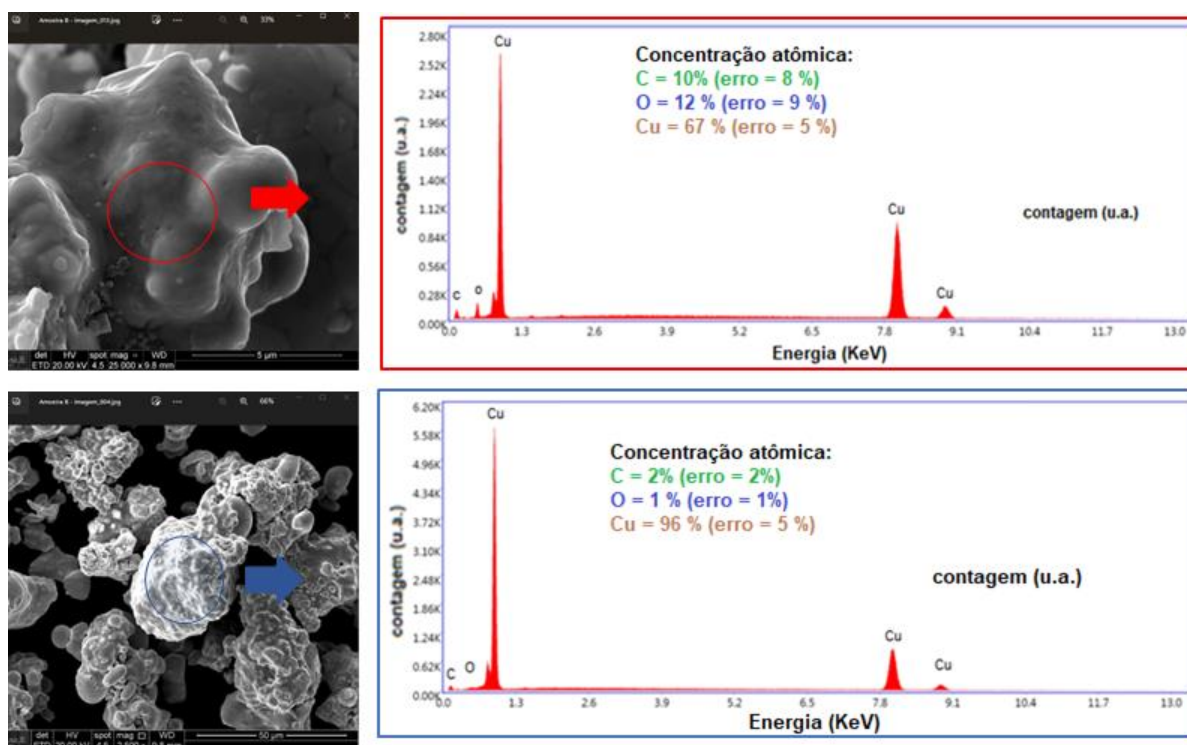 Amostra B - Imagem_013.jpg
33%
det HV spot mag WD
5 µm
ETD 20.00 kV 4.5 25 000 x 9.8 mm
2.80K
2.52K
2.24K
1.96K
1.68K
1.40K
1.12K
0.84K
0.56K
0.28K
0.00K
contagem (u.a.)
Cu
Concentração atômica:
C = 10% (erro = 8 %)
O = 12 % (erro = 9 %)
Cu = 67 % (erro = 5 %)
Cu
contagem (u.a.)
C
O
Cu
0.0 1.3 2.6 3.9 5.2 6.5 7.8 9.1 10.4 11.7 13.0
Energia (KeV)
Amostra B - Imagem_004.jpg
66%
det HV spot mag WD
50 µm
6.20K
5.58K
4.96K
4.34K
3.72K
3.10K
2.48K
1.86K
1.24K
0.62K
0.00K
contagem (u.a.)
Cu
Concentração atômica:
C = 2% (erro = 2%)
O = 1 % (erro = 1%)
Cu = 96 % (erro = 5 %)
contagem (u.a.)
Cu
C
O
Cu
0.0 1.3 2.6 3.9 5.2 6.5 7.8 9.1 10.4 11.7 13.0
Energia (KeV)